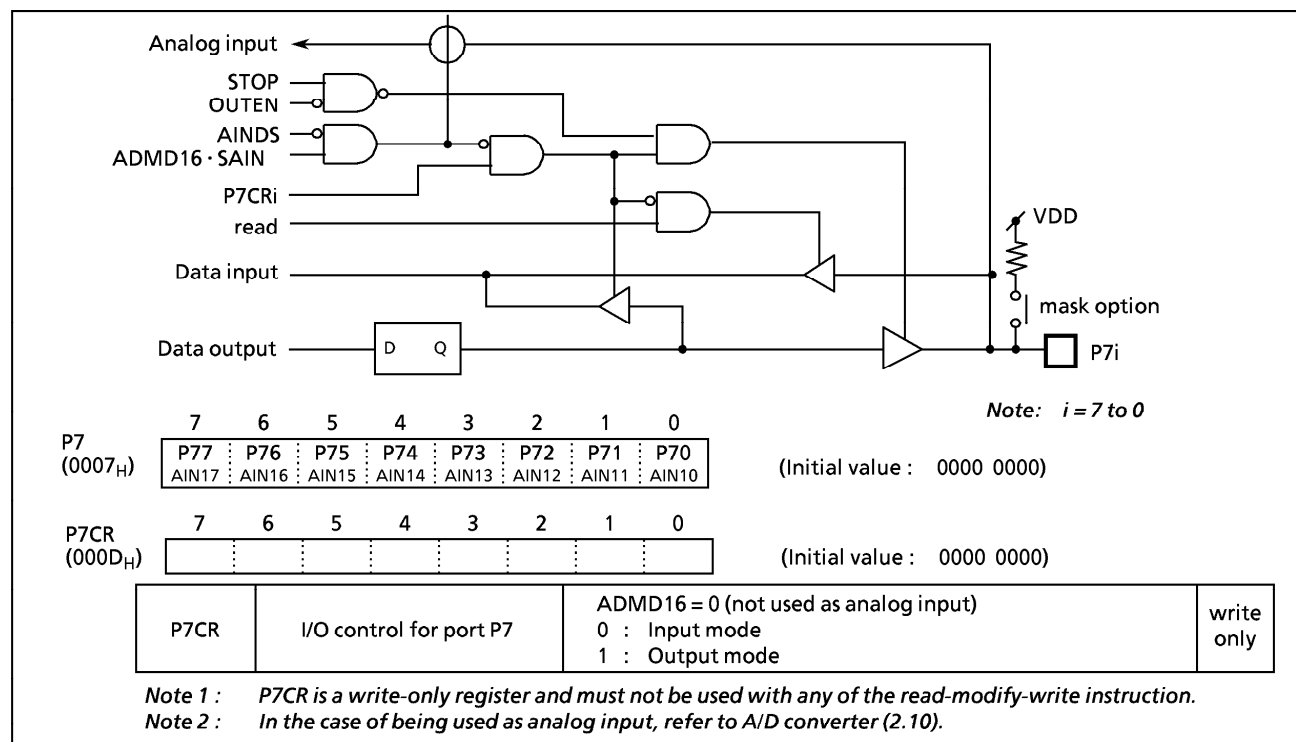 Analog input
STOP
OUTEN
AINDS
ADMD16 · SAIN
P7CRi
read
VDD
Data input
mask option
Data output
D Q
P7i
Note: i = 7 to 0
7 6 5 4 3 2 1 0
P7
(0007H)
P77 P76 P75 P74 P73 P72 P71 P70
AIN17 AIN16 AIN15 AIN14 AIN13 AIN12 AIN11 AIN10
(Initial value : 0000 0000)
7 6 5 4 3 2 1 0
P7CR
(000DH)
(Initial value : 0000 0000)
P7CR
I/O control for port P7
ADMD16 = 0 (not used as analog input)
0 : Input mode
1 : Output mode
write
only
Note 1 : P7CR is a write-only register and must not be used with any of the read-modify-write instruction.
Note 2 : In the case of being used as analog input, refer to A/D converter (2.10).